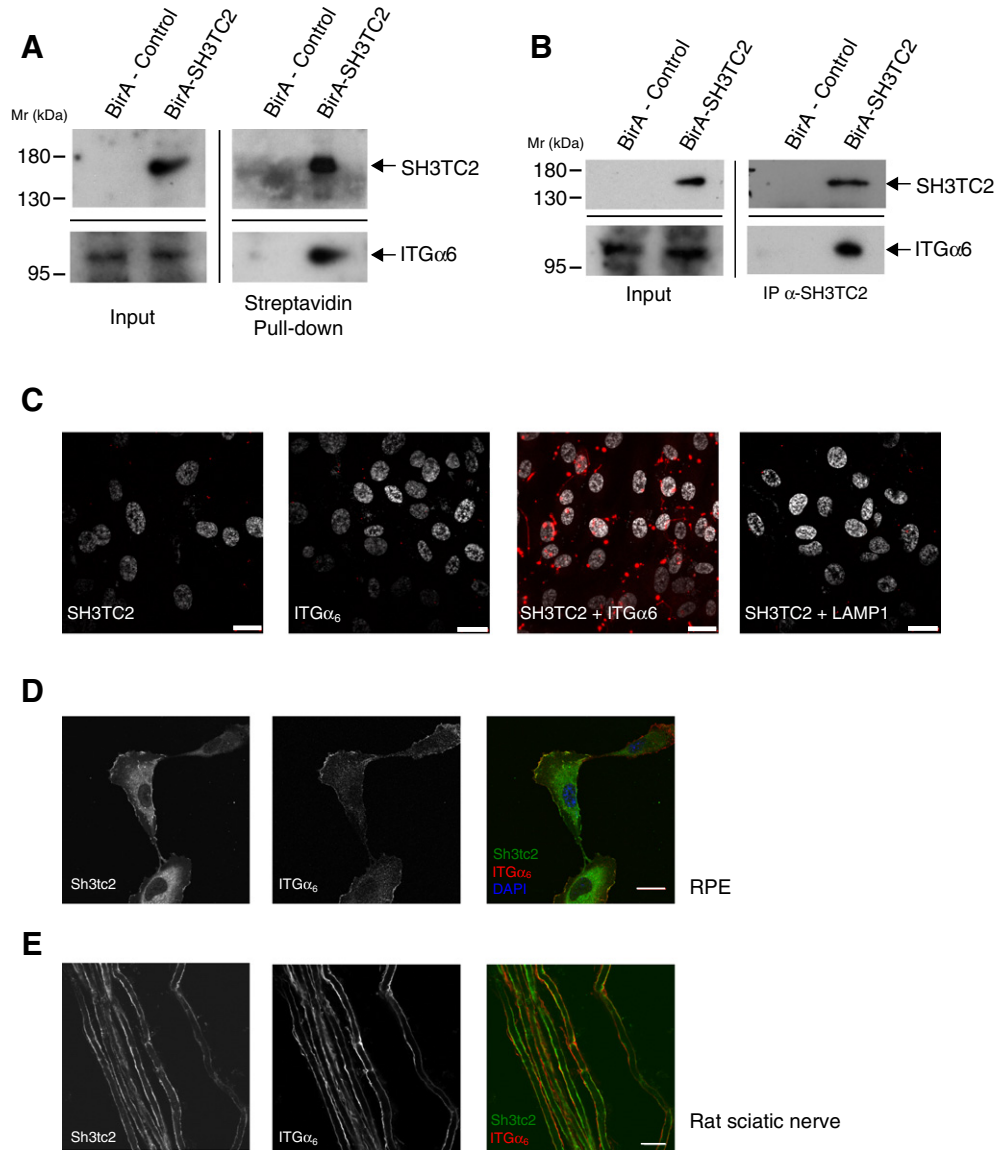 A
BirA - Control
BirA-SH3TC2
BirA - Control
BirA-SH3TC2
Mr (kDa)
180
130
SH3TC2
95
ITGα6
Input
Streptavidin
Pull-down
B
BirA - Control
BirA-SH3TC2
BirA - Control
BirA-SH3TC2
Mr (kDa)
180
130
SH3TC2
95
ITGα6
Input
IP α-SH3TC2
C
SH3TC2
ITGα₆
SH3TC2 + ITGα6
SH3TC2 + LAMP1
D
Sh3tc2
ITGα₆
Sh3tc2
ITGα₆
DAPI
RPE
E
Sh3tc2
ITGα₆
Sh3tc2
ITGα₆
Rat sciatic nerve